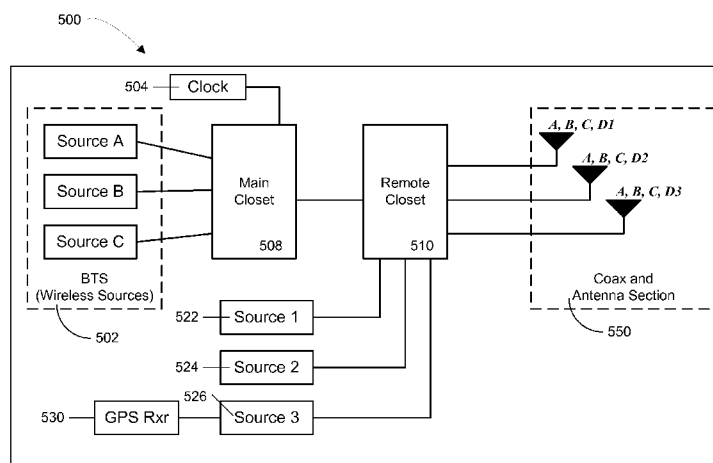 500
504
Clock
Source A
Source B
Source C
BTS
(Wireless Sources)
502
Main
Closet
508
Remote
Closet
510
A, B, C, D1
A, B, C, D2
A, B, C, D3
Coax and
Antenna Section
550
522
Source 1
524
Source 2
526
530
GPS Rxr
Source 3